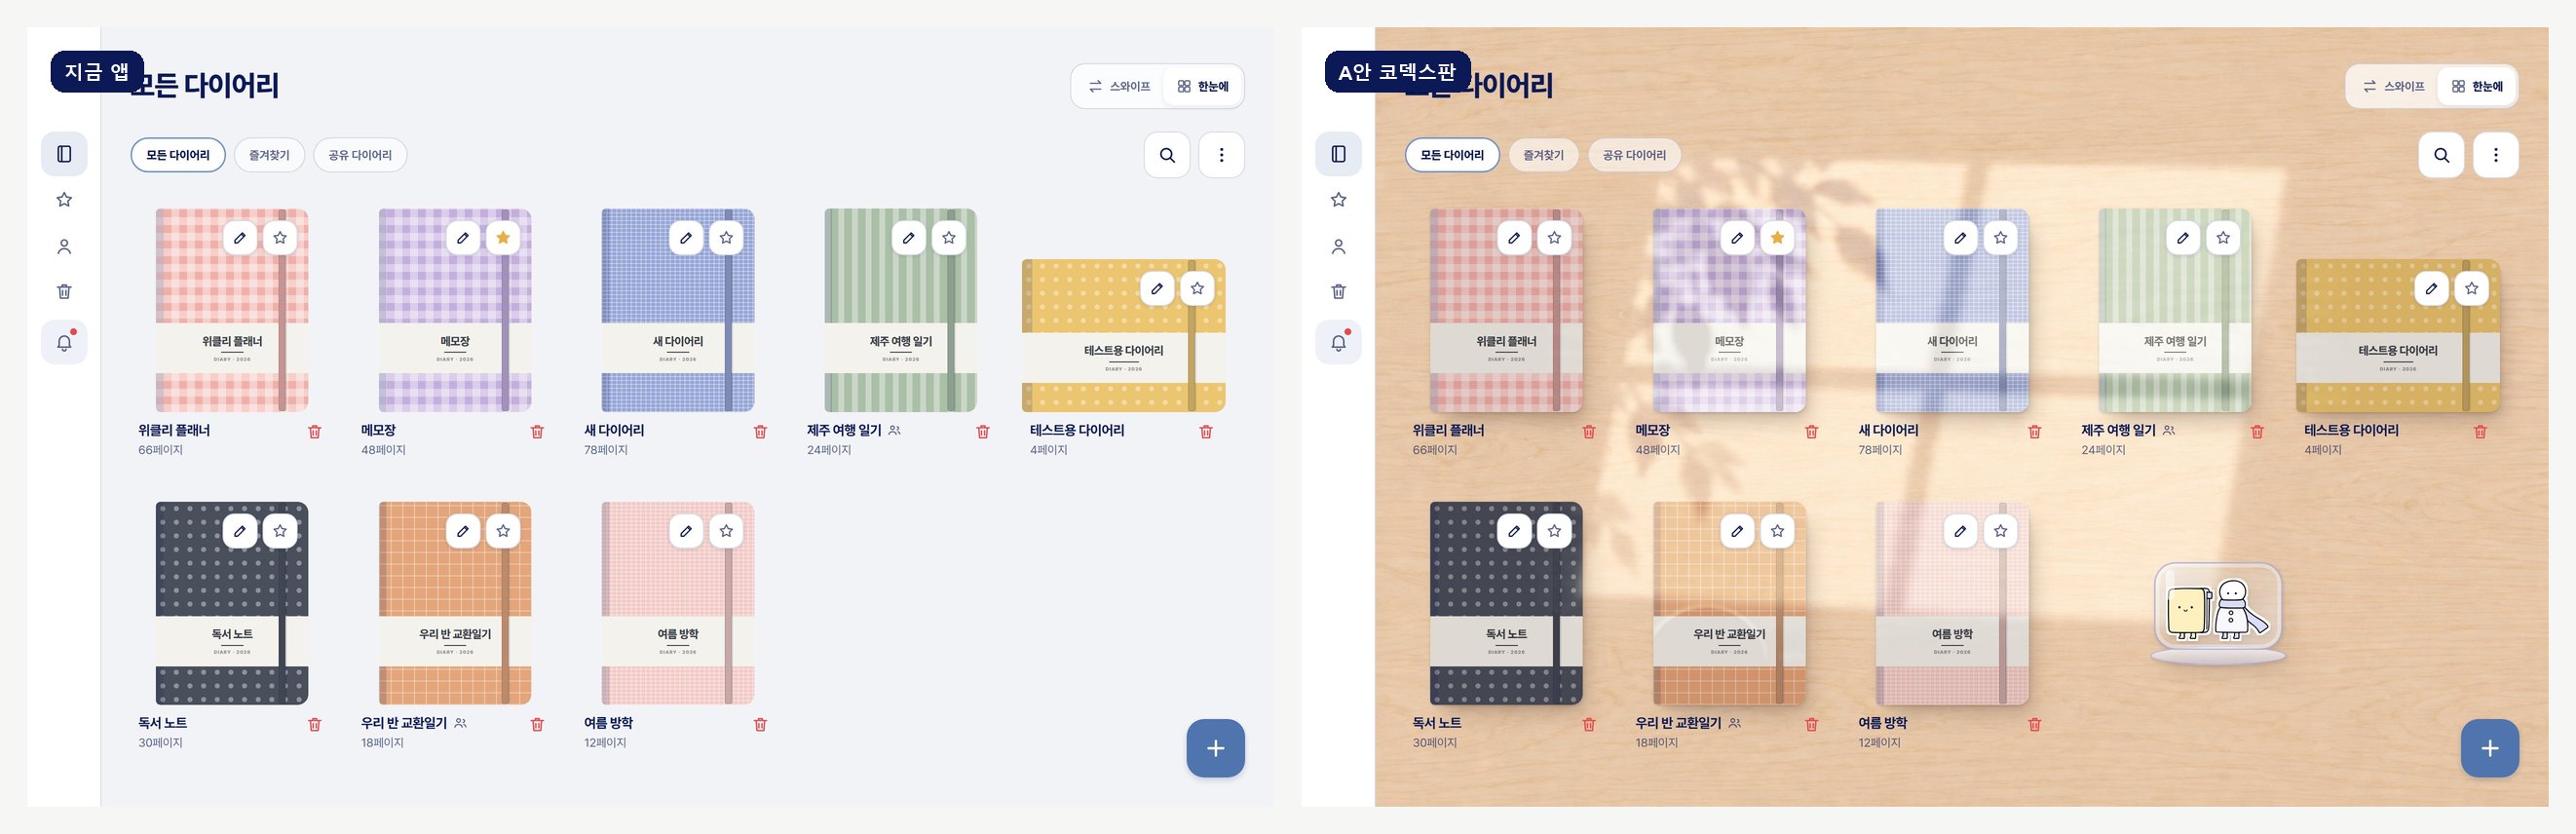 지금 앱
모든 다이어리
스와이프
한눈에
모든 다이어리
즐겨찾기
공유 다이어리
위클리 플래너
DIARY · 2026
메모장
DIARY · 2026
새 다이어리
DIARY · 2026
제주 여행 일기
DIARY · 2026
테스트용 다이어리
DIARY · 2026
위클리 플래너
66페이지
메모장
48페이지
새 다이어리
78페이지
제주 여행 일기
24페이지
테스트용 다이어리
4페이지
독서 노트
DIARY · 2026
우리 반 교환일기
DIARY · 2026
여름 방학
DIARY · 2026
독서 노트
30페이지
우리 반 교환일기
18페이지
여름 방학
12페이지
A안 코덱스판
다이어리
스와이프
한눈에
모든 다이어리
즐겨찾기
공유 다이어리
위클리 플래너
DIARY · 2026
메모장
DIARY · 2026
새 다이어리
DIARY · 2026
제주 여행 일기
DIARY · 2026
테스트용 다이어리
DIARY · 2026
위클리 플래너
66페이지
메모장
48페이지
새 다이어리
78페이지
제주 여행 일기
24페이지
테스트용 다이어리
4페이지
독서 노트
DIARY · 2026
우리 반 교환일기
DIARY · 2026
여름 방학
DIARY · 2026
독서 노트
30페이지
우리 반 교환일기
18페이지
여름 방학
12페이지